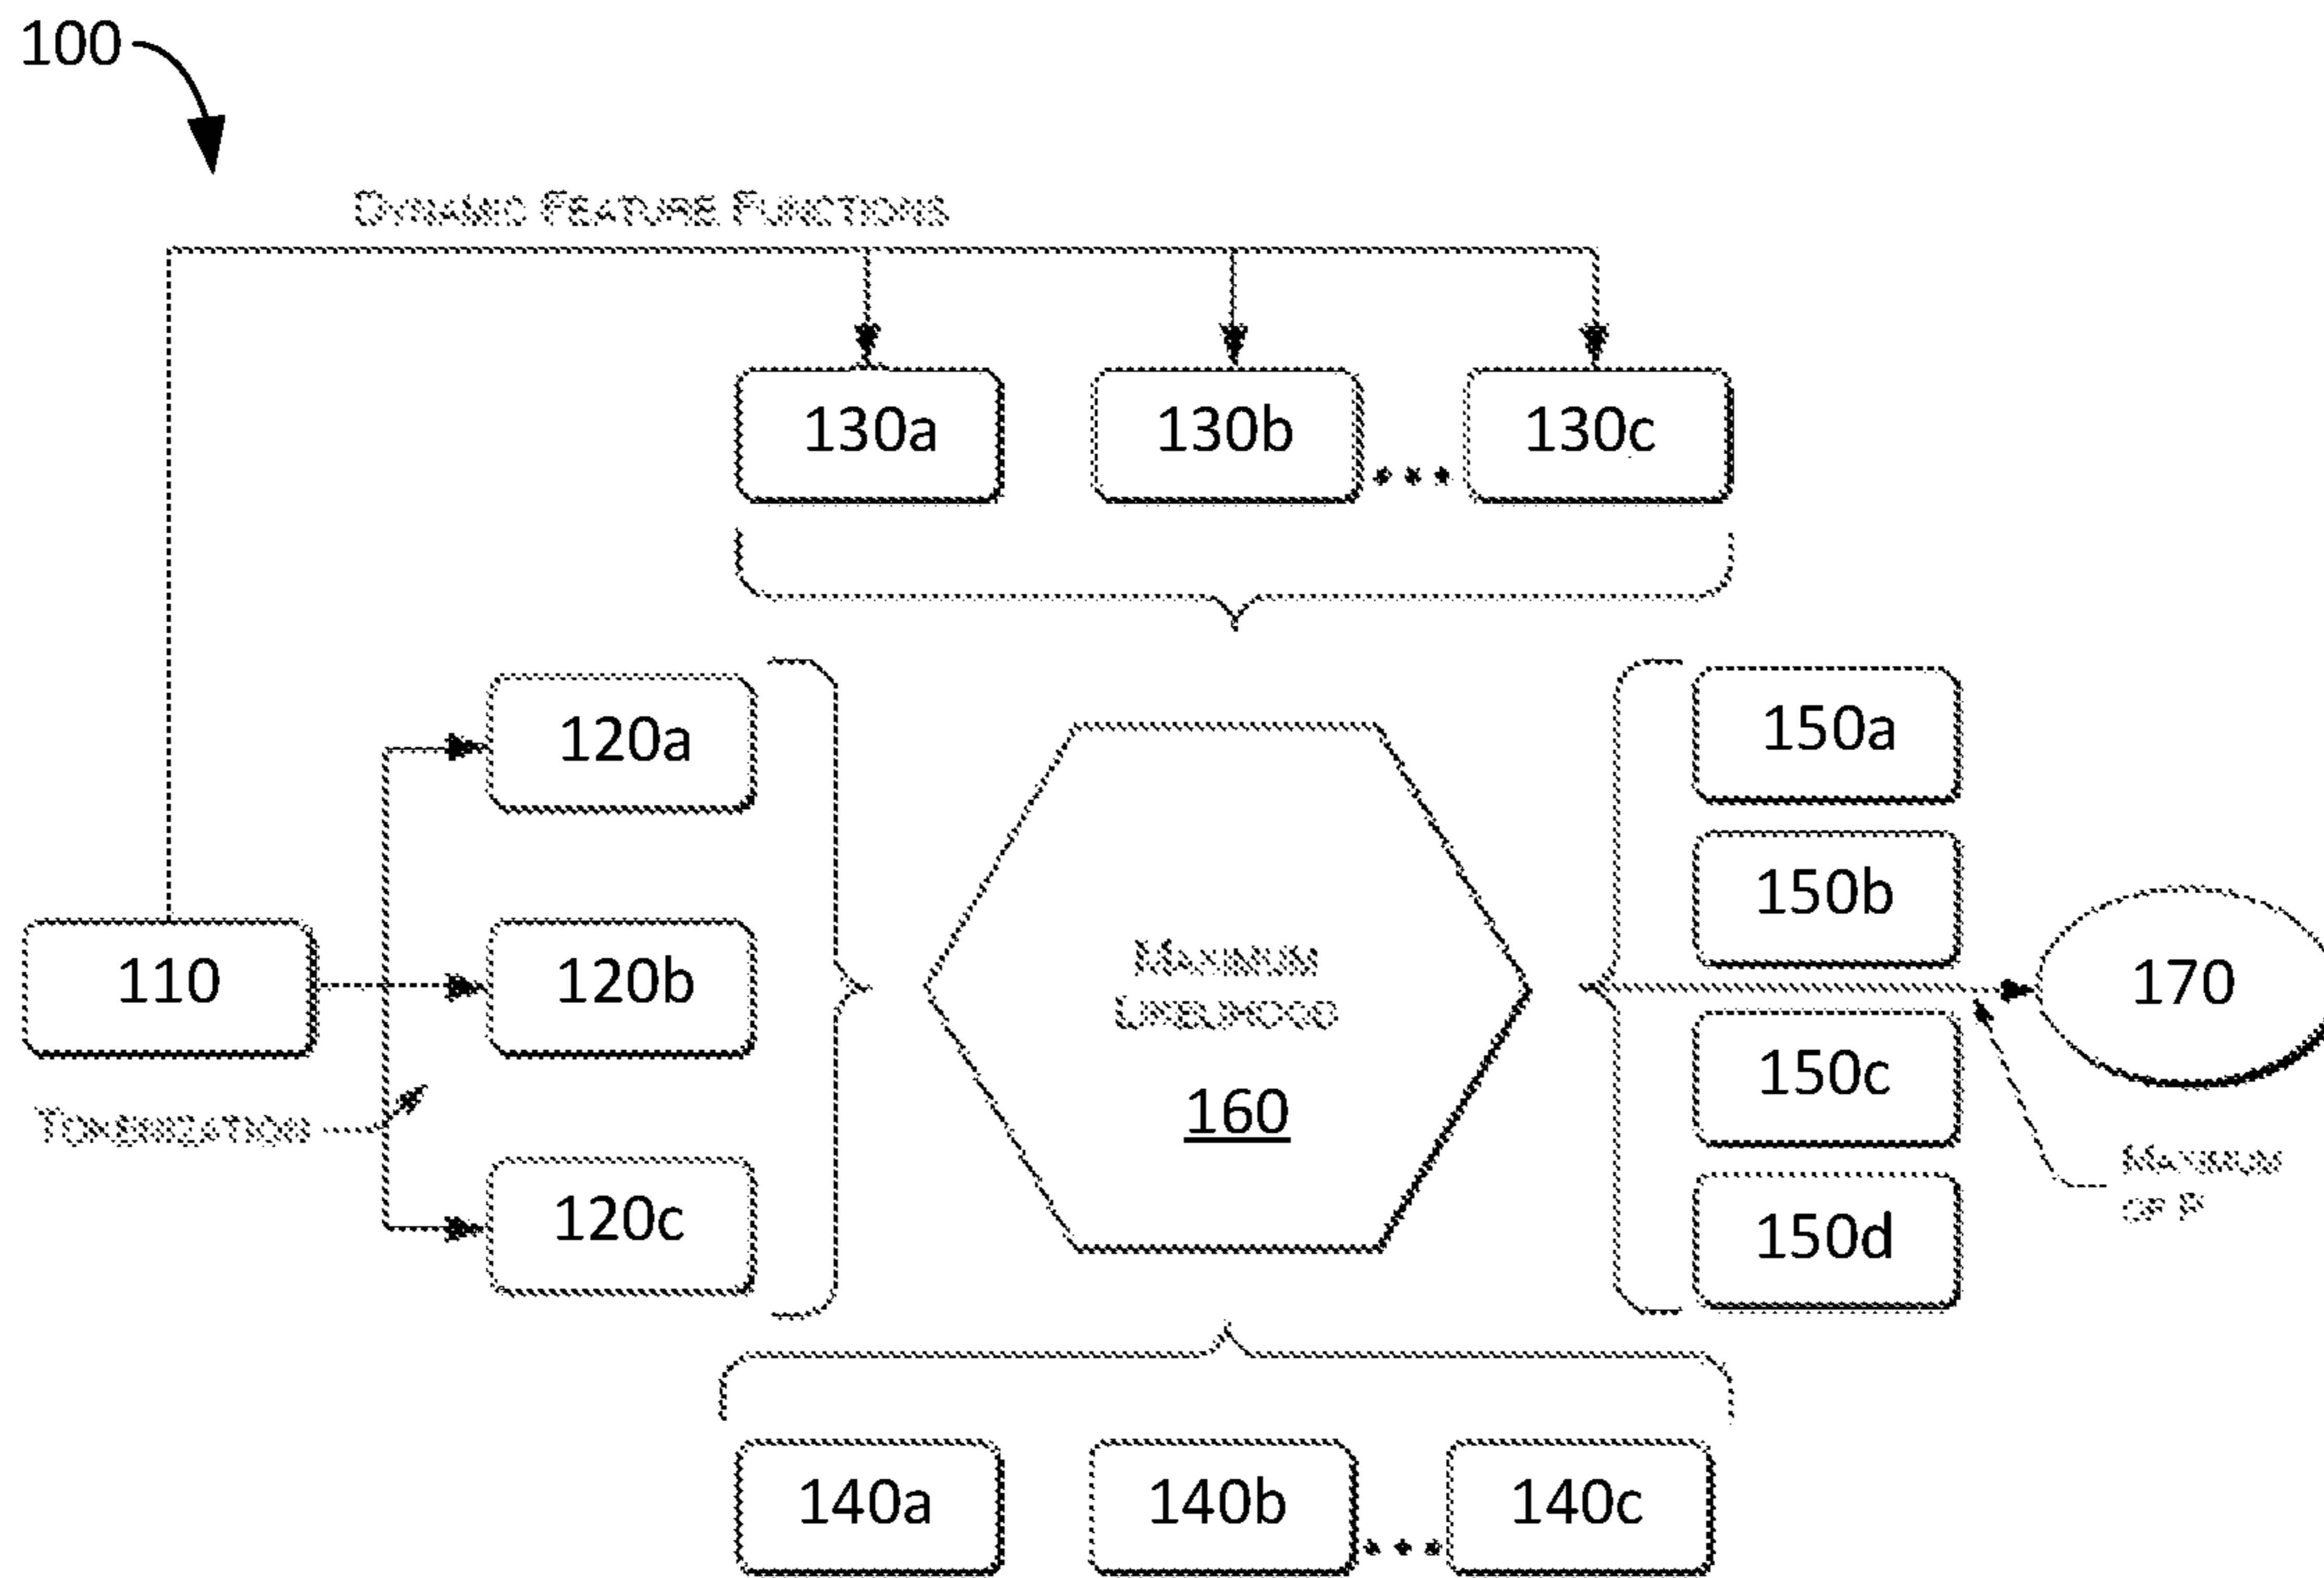 100
DYNAMIC FEATURE FUNCTIONS
130a 130b 130c
120a
150a
150b
110 120b 170
MAXIMUM
LIKELIHOOD
160
150c
TOKENIZATION
120c
150d
MAXIMUM
OF P
140a 140b 140c